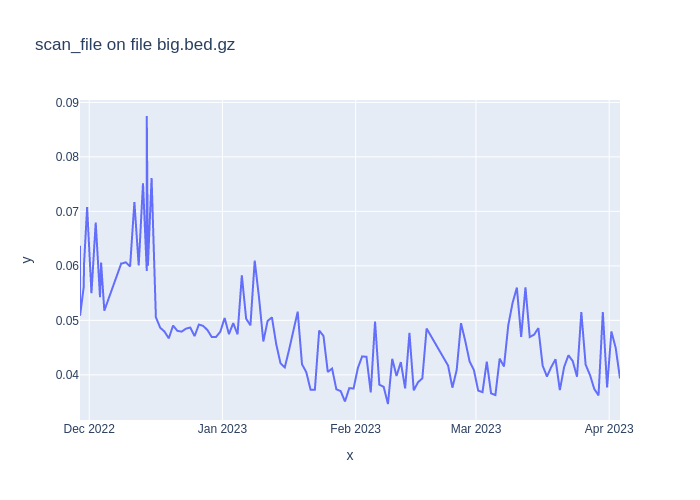 scan_file on file big.bed.gz
0.09
0.08
0.07
0.06
0.05
0.04
y
Dec 2022
Jan 2023
Feb 2023
Mar 2023
Apr 2023
x